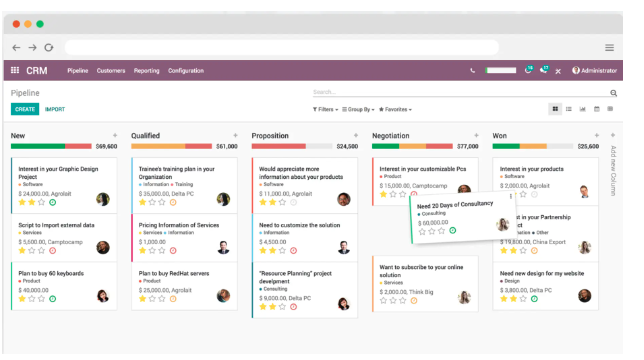 CRM Pipeline Customers Reporting Configuration Administrator
Pipeline
Search...
CREATE IMPORT
Filters Group By Favorites
New
$69,600
Interest in your Graphic Design
Project
Software
$ 24,000.00, Agrolait
Script to Import external data
Services
$ 5,600.00, Camptocamp
Plan to buy 60 keyboards
Product
$ 40,000.00
Qualified
$61,000
Trainees training plan in your
Organization
Information Training
$ 25,000.00, Delta PC
Pricing Information of Services
Services Information
$ 1,000.00
Plan to buy RedHat servers
Product
$ 25,000.00, Agrolait
Proposition
$24,500
Would appreciate more
information about your products
Software
$ 11,000.00, Agrolait
Need to customize the solution
Information
$ 4,500.00
"Resource Planning" project
develpment
Consulting
$ 9,000.00, Delta PC
Negotiation
$77,000
Interest in your customizable Pcs
Product
$ 15,000.00, Camptocamp
Need 20 Days of Consultancy
Consulting
$ 60,000.00
Want to subscribe to your online
solution
Services
$ 2,000.00, Think Big
Won
$25,600
Interest in your products
Software
$ 2,000.00, Agrolait
st in your Partnership
Other
$ 19,800.00, China Export
Need new design for my website
Design
$ 3,800.00, Delta PC
Add new Column